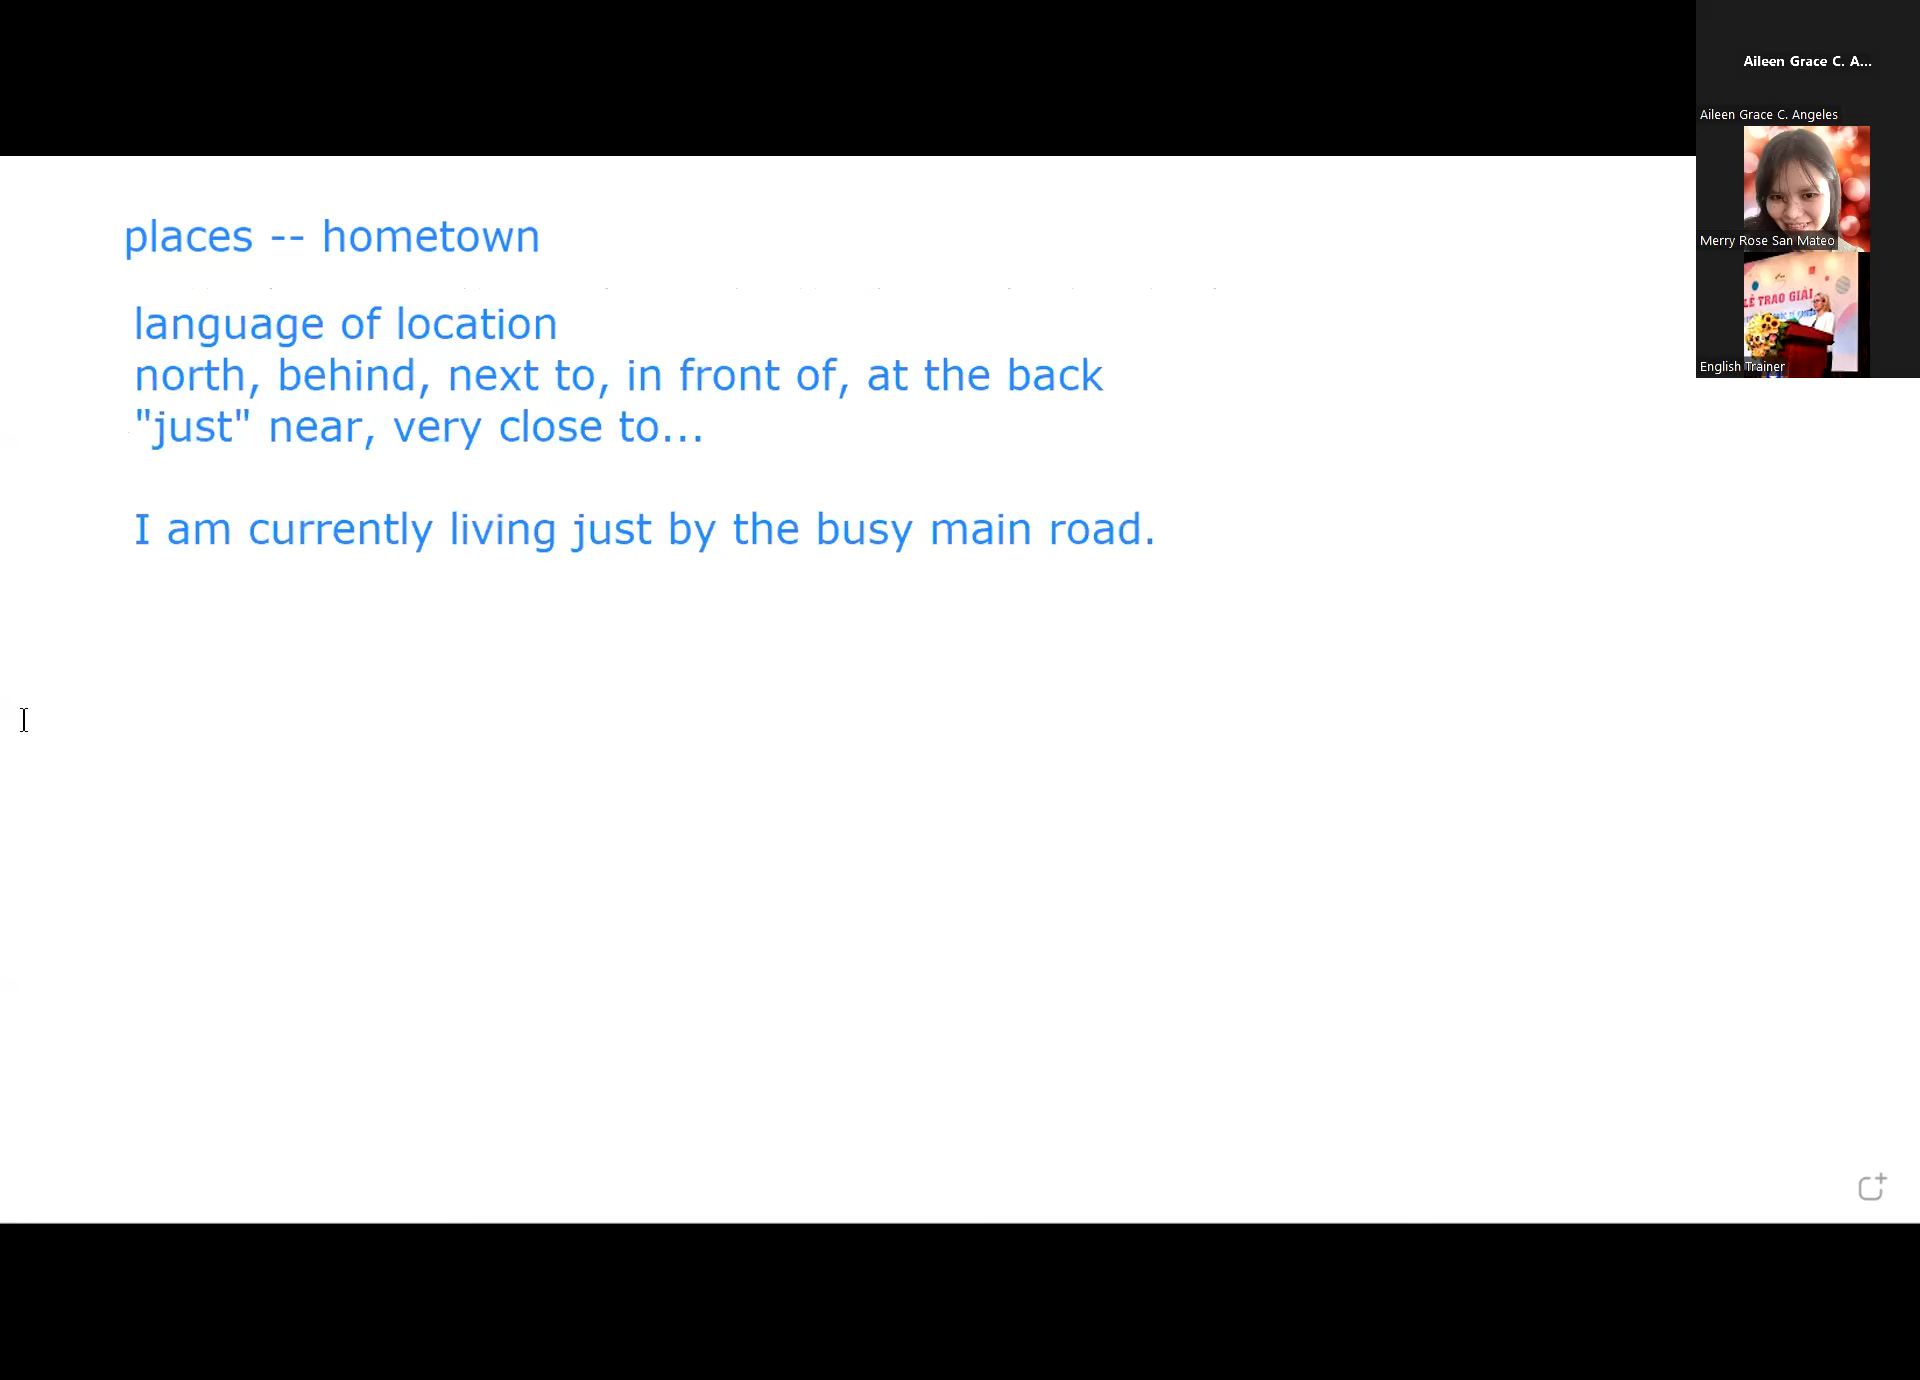 places -- hometown
language of location
north, behind, next to, in front of, at the back
"just" near, very close to...
I am currently living just by the busy main road.
Aileen Grace C. A...
Aileen Grace C. Angeles
Merry Rose San Mateo
LỄ TRAO GIẢI
English Trainer